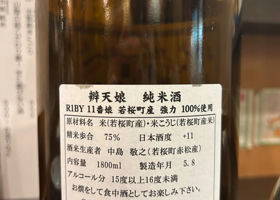 辨天娘 純米酒
R1BY 11番娘 若桜町産 強力 100%使用
原材料名 米(若桜町産)・米こうじ(若桜町産米)
精米歩合 75% 日本酒度 +11
酒米生産者 中島 敬之(若桜町赤松産)
内容量 1800ml 製造年月 5.8
アルコール分 15度以上16度未満
お燗をして食中酒としてお楽しみ下さい。